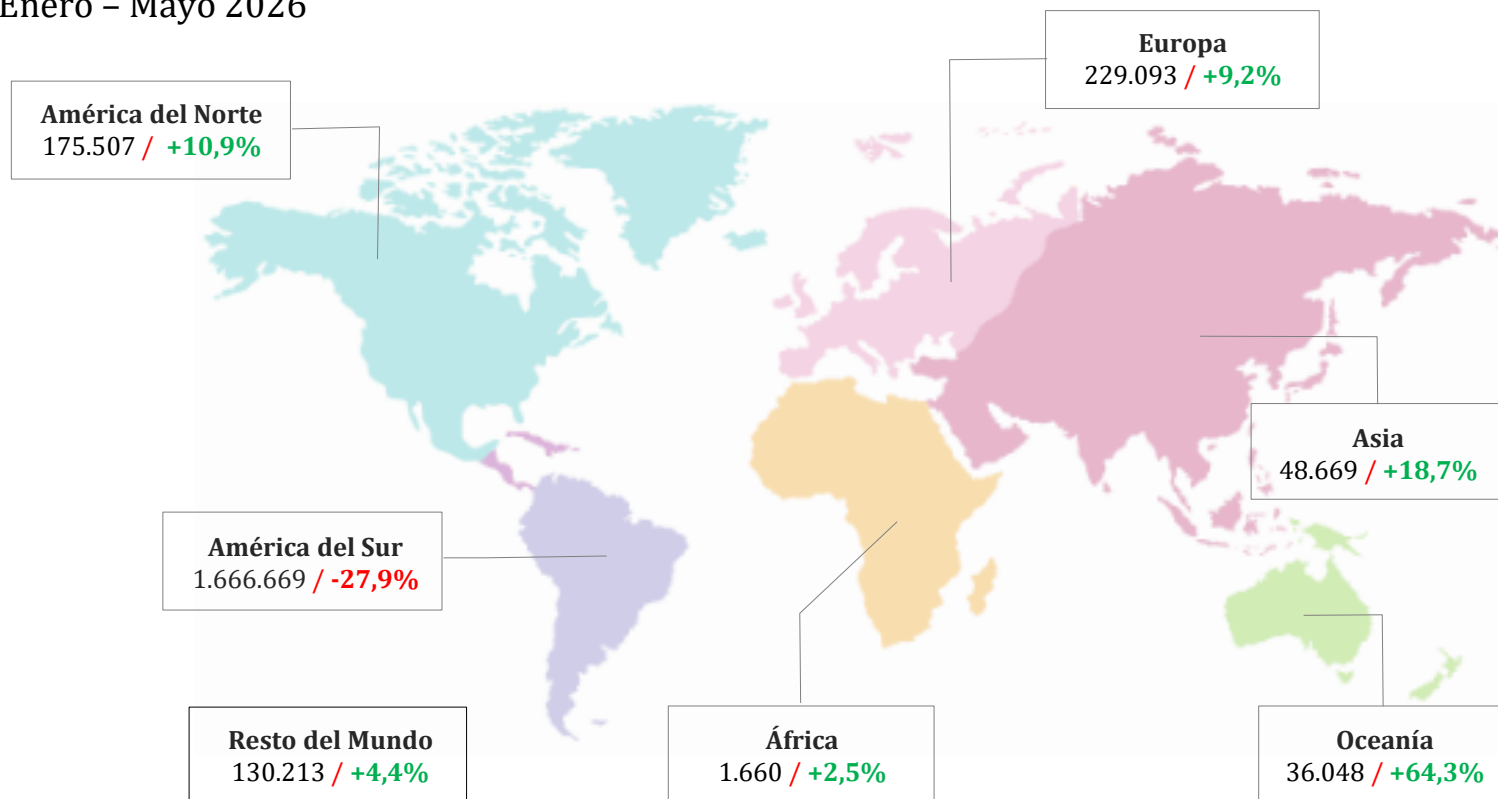 Enero – Mayo 2026
Europa
229.093 / +9,2%
América del Norte
175.507 / +10,9%
Asia
48.669 / +18,7%
América del Sur
1.666.669 / -27,9%
Resto del Mundo
130.213 / +4,4%
África
1.660 / +2,5%
Oceanía
36.048 / +64,3%